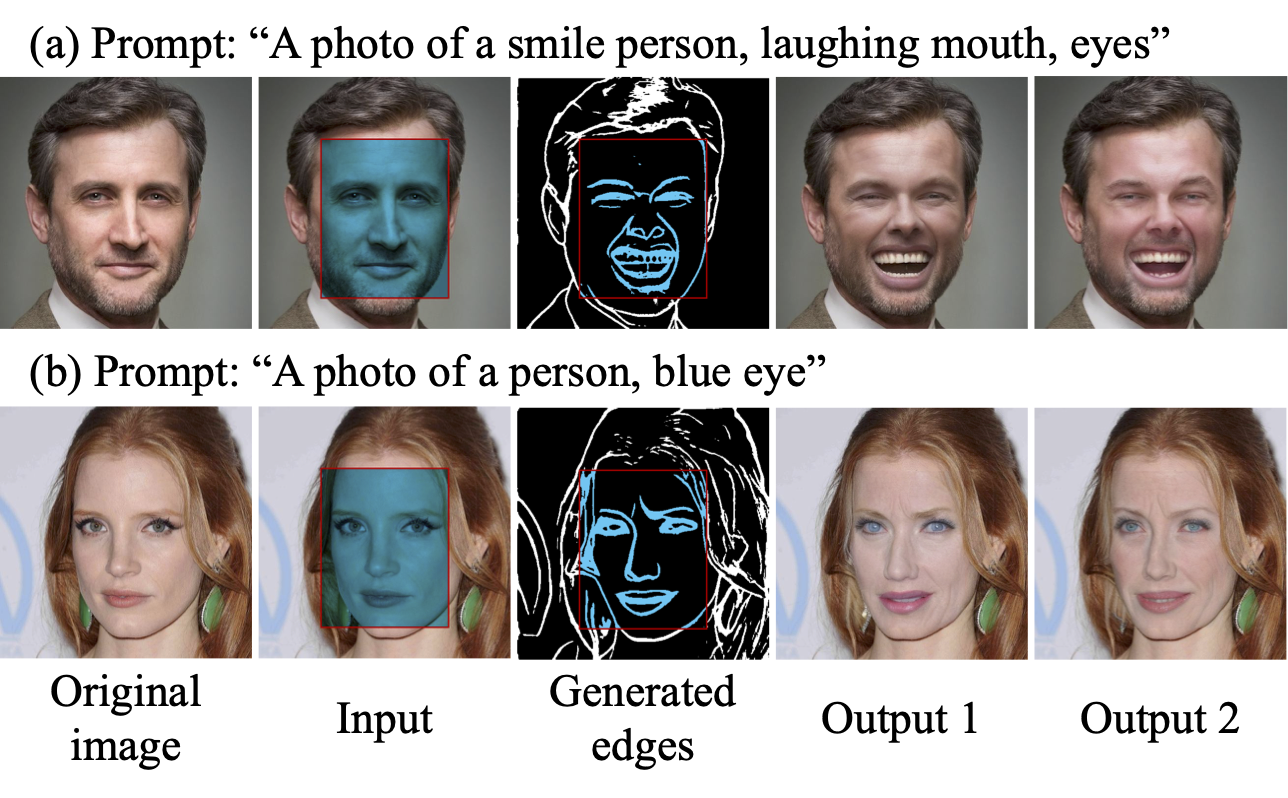 (a) Prompt: “A photo of a smile person, laughing mouth, eyes”
(b) Prompt: “A photo of a person, blue eye”
Original
image
Input
Generated
edges
Output 1
Output 2